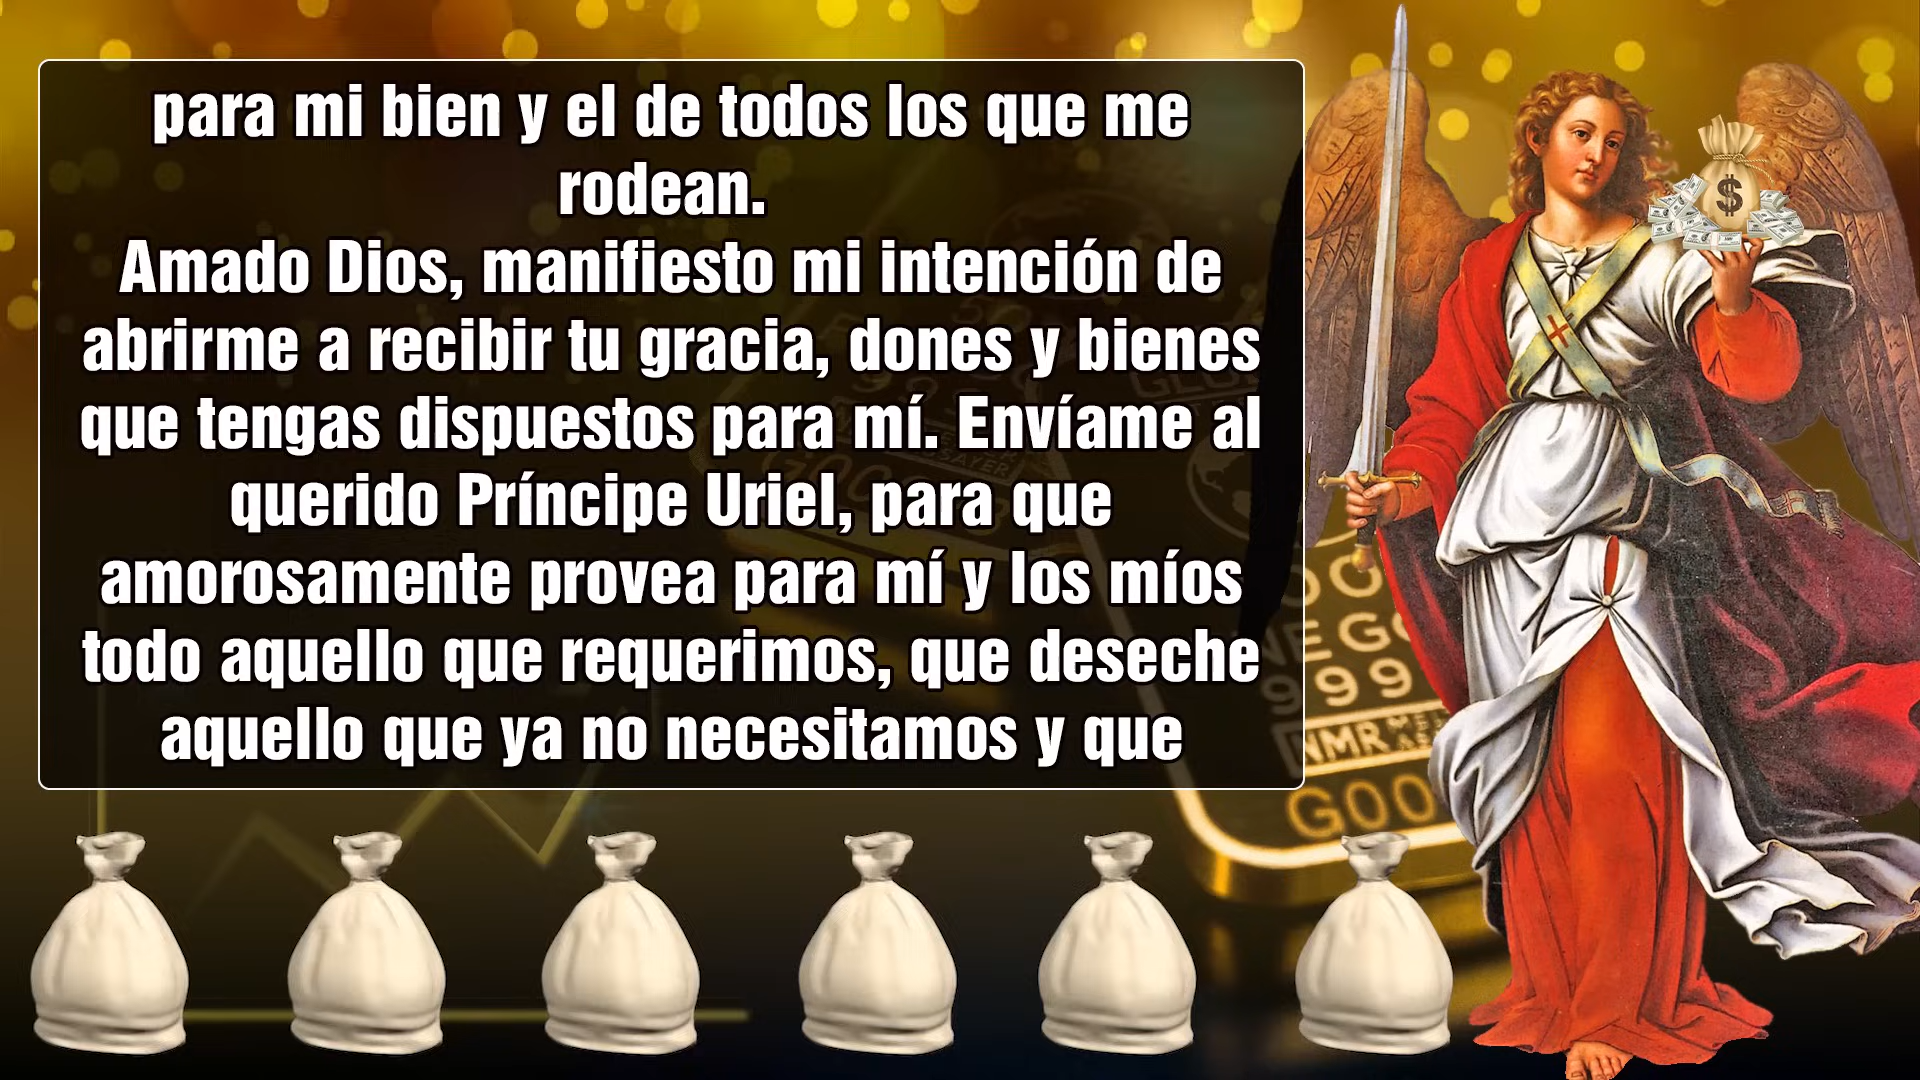 para mi bien y el de todos los que me
rodean.
Amado Dios, manifiesto mi intención de
abrirme a recibir tu gracia, dones y bienes
que tengas dispuestos para mí. Envíame al
querido Príncipe Uriel, para que
amorosamente provea para mí y los míos
todo aquello que requerimos, que deseche
aquello que ya no necesitamos y que
$
999
NMR